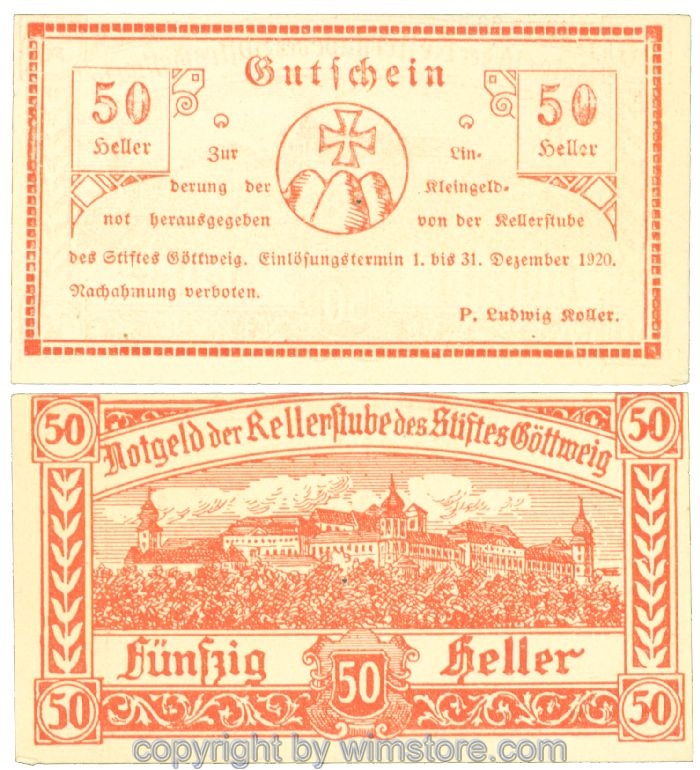 Gutschein
50 Heller
50 Heller
Zur Lin-
derung der Kleingeld-
not herausgegeben von der Kellerstube
des Stiftes Göttweig. Einlösungstermin 1. bis 31. Dezember 1920.
Nachahmung verboten.
P. Ludwig Koller.
50 50
Notgeld der Kellerstube des Stiftes Göttweig
Fünfzig 50 Heller
50 50
copyright by wimstore.com